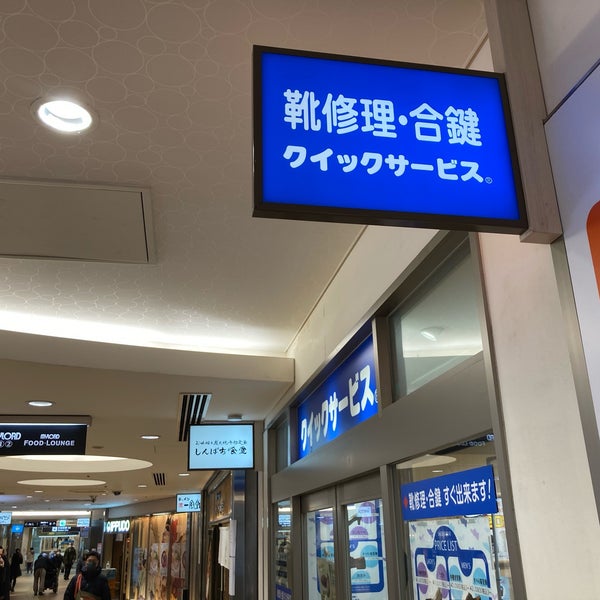 靴修理・合鍵
クイックサービス®
クイックサービス
しんぱち食堂
靴修理・合鍵 すぐ出来ます!
PRICE LIST
MEN'S
FOOD・LOUNGE
IPPUDO